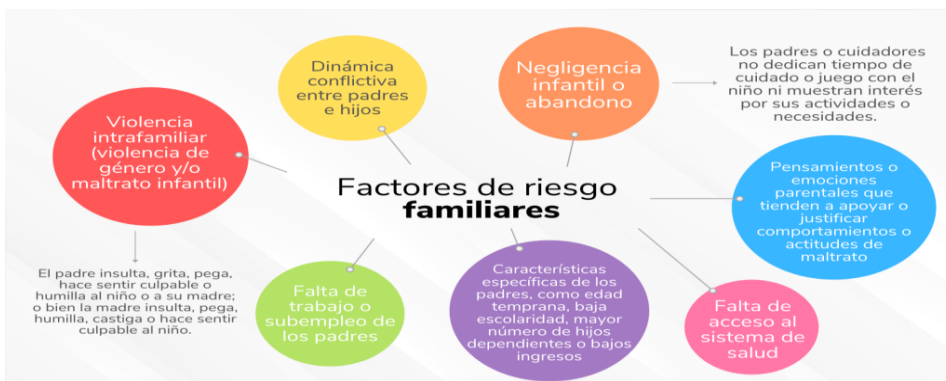 Dinámica
conflictiva
entre padres
e hijos
Negligencia
infantil o
abandono
Los padres o cuidadores
no dedican tiempo de
cuidado o juego con el
niño ni muestran interés
por sus actividades o
necesidades.
Violencia
intrafamiliar
(violencia de
género y/o
maltrato infantil)
Factores de riesgo
familiares
Pensamientos o
emociones
parentales que
tienden a apoyar o
justificar
comportamientos o
actitudes de
maltrato
El padre insulta, grita, pega,
hace sentir culpable o
humilla al niño o a su madre;
o bien la madre insulta, pega,
humilla, castiga o hace sentir
culpable al niño.
Falta de
trabajo o
subempleo de
los padres
Características
específicas de los
padres, como edad
temprana, baja
escolaridad, mayor
número de hijos
dependientes o bajos
ingresos
Falta de
acceso al
sistema de
salud